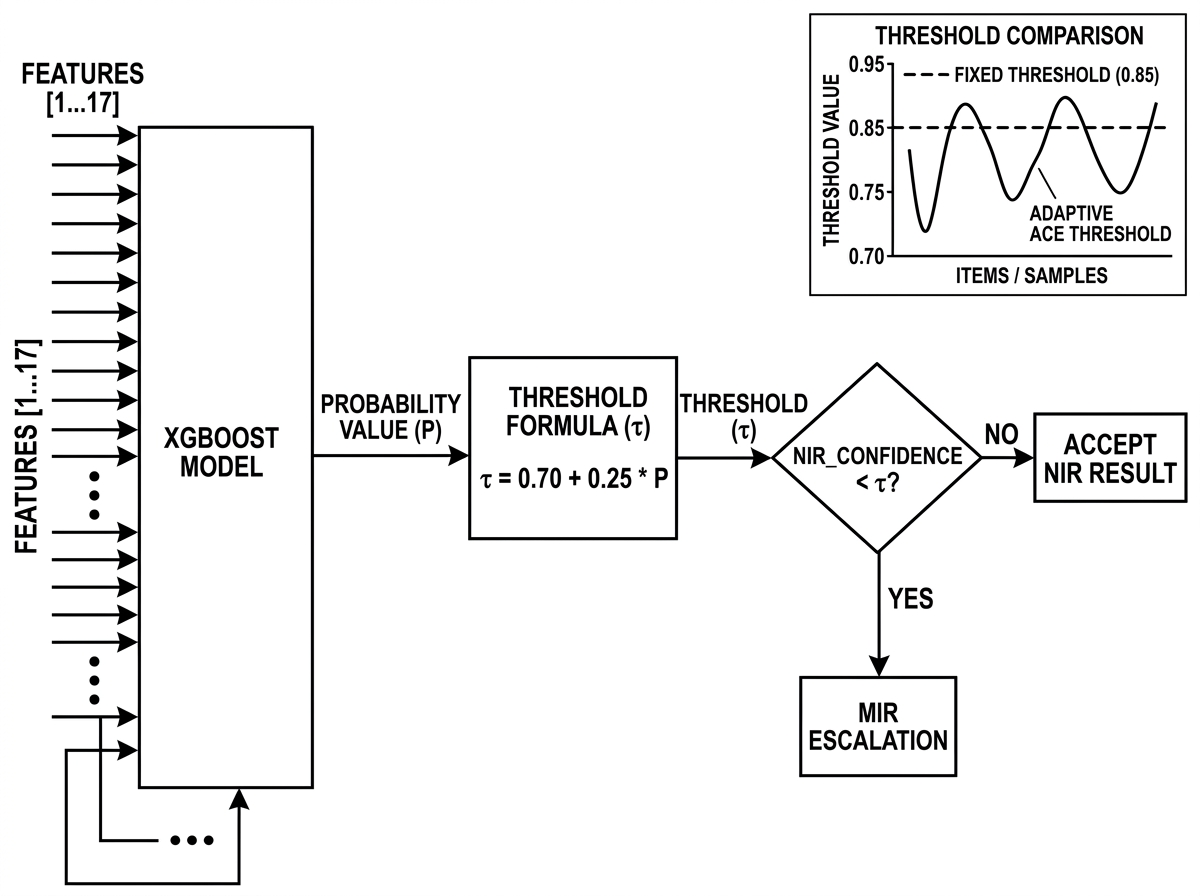 FEATURES
[1...17]
FEATURES [1...17]
XGBOOST
MODEL
PROBABILITY
VALUE (P)
THRESHOLD
FORMULA (τ)
τ = 0.70 + 0.25 * P
THRESHOLD
(τ)
NIR_CONFIDENCE
< τ?
NO
ACCEPT
NIR RESULT
YES
MIR
ESCALATION
THRESHOLD COMPARISON
THRESHOLD VALUE
0.95
0.85
0.75
0.70
FIXED THRESHOLD (0.85)
ADAPTIVE
ACE THRESHOLD
ITEMS / SAMPLES